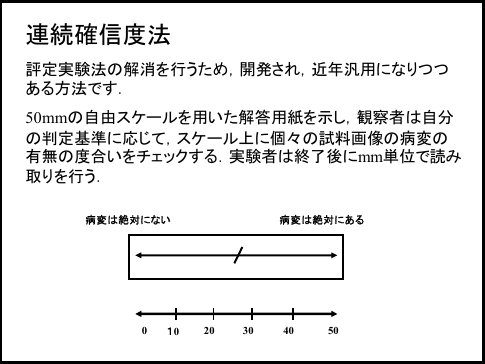 連続確信度法
評定実験法の解消を行うため，開発され，近年汎用になりつつ
ある方法です．
50mmの自由スケールを用いた解答用紙を示し，観察者は自分
の判定基準に応じて，スケール上に個々の試料画像の病変の
有無の度合いをチェックする．実験者は終了後にmm単位で読み
取りを行う．
病変は絶対にない 病変は絶対にある
0 10 20 30 40 50